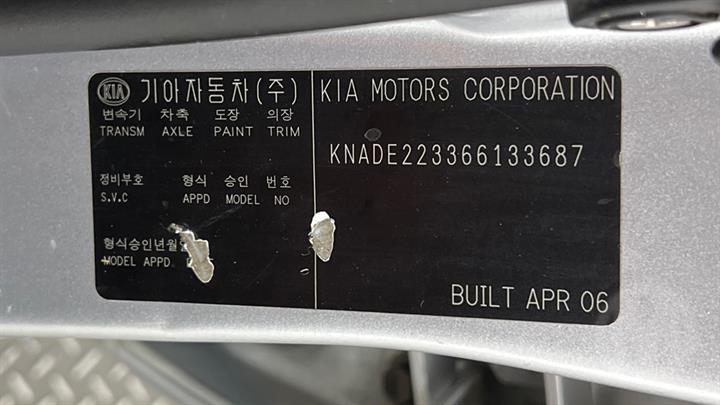 KIA 기아자동차(주)
변속기 차축 도장 의장
TRANSM AXLE PAINT TRIM
정비부호 형식 승인 번호
S.V.C APPD MODEL NO
형식승인년월일
MODEL APPD.
KIA MOTORS CORPORATION
KNADE223366133687
BUILT APR 06